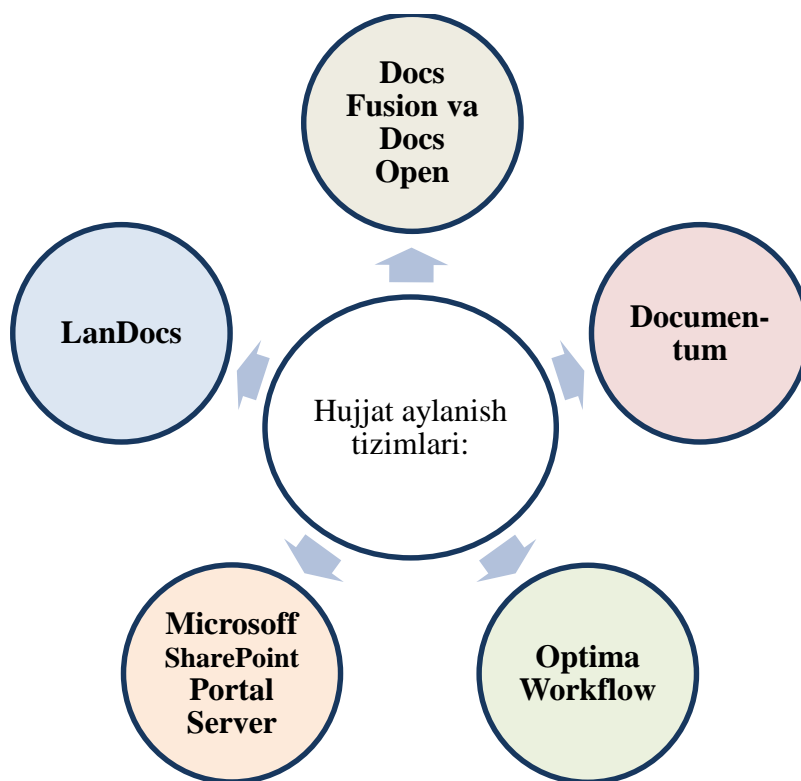 Docs
Fusion va
Docs
Open
LanDocs
Documen-
tum
Hujjat aylanish
tizimlari:
Microsoff
SharePoint
Portal
Server
Optima
Workflow